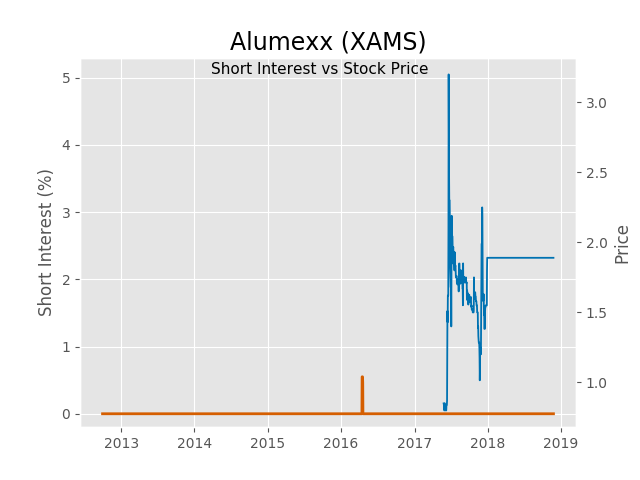 Alumexx (XAMS)
Short Interest vs Stock Price
Short Interest (%)
5
4
3
2
1
0
3.0
2.5
2.0
1.5
1.0
Price
2013 2014 2015 2016 2017 2018 2019